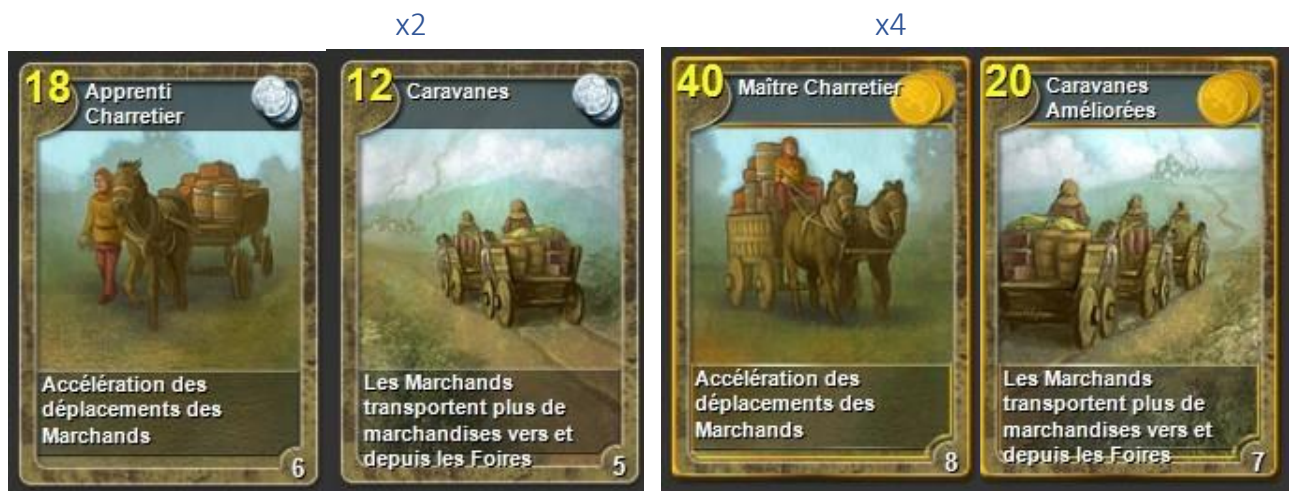 x2
x4
18
Apprenti
Charretier
Accélération des
déplacements des
Marchands
6
12
Caravanes
Les Marchands
transportent plus de
marchandises vers et
depuis les Foires
5
40
Maître Charretier
Accélération des
déplacements des
Marchands
8
20
Caravanes
Améliorées
Les Marchands
transportent plus de
marchandises vers et
depuis les Foires
7